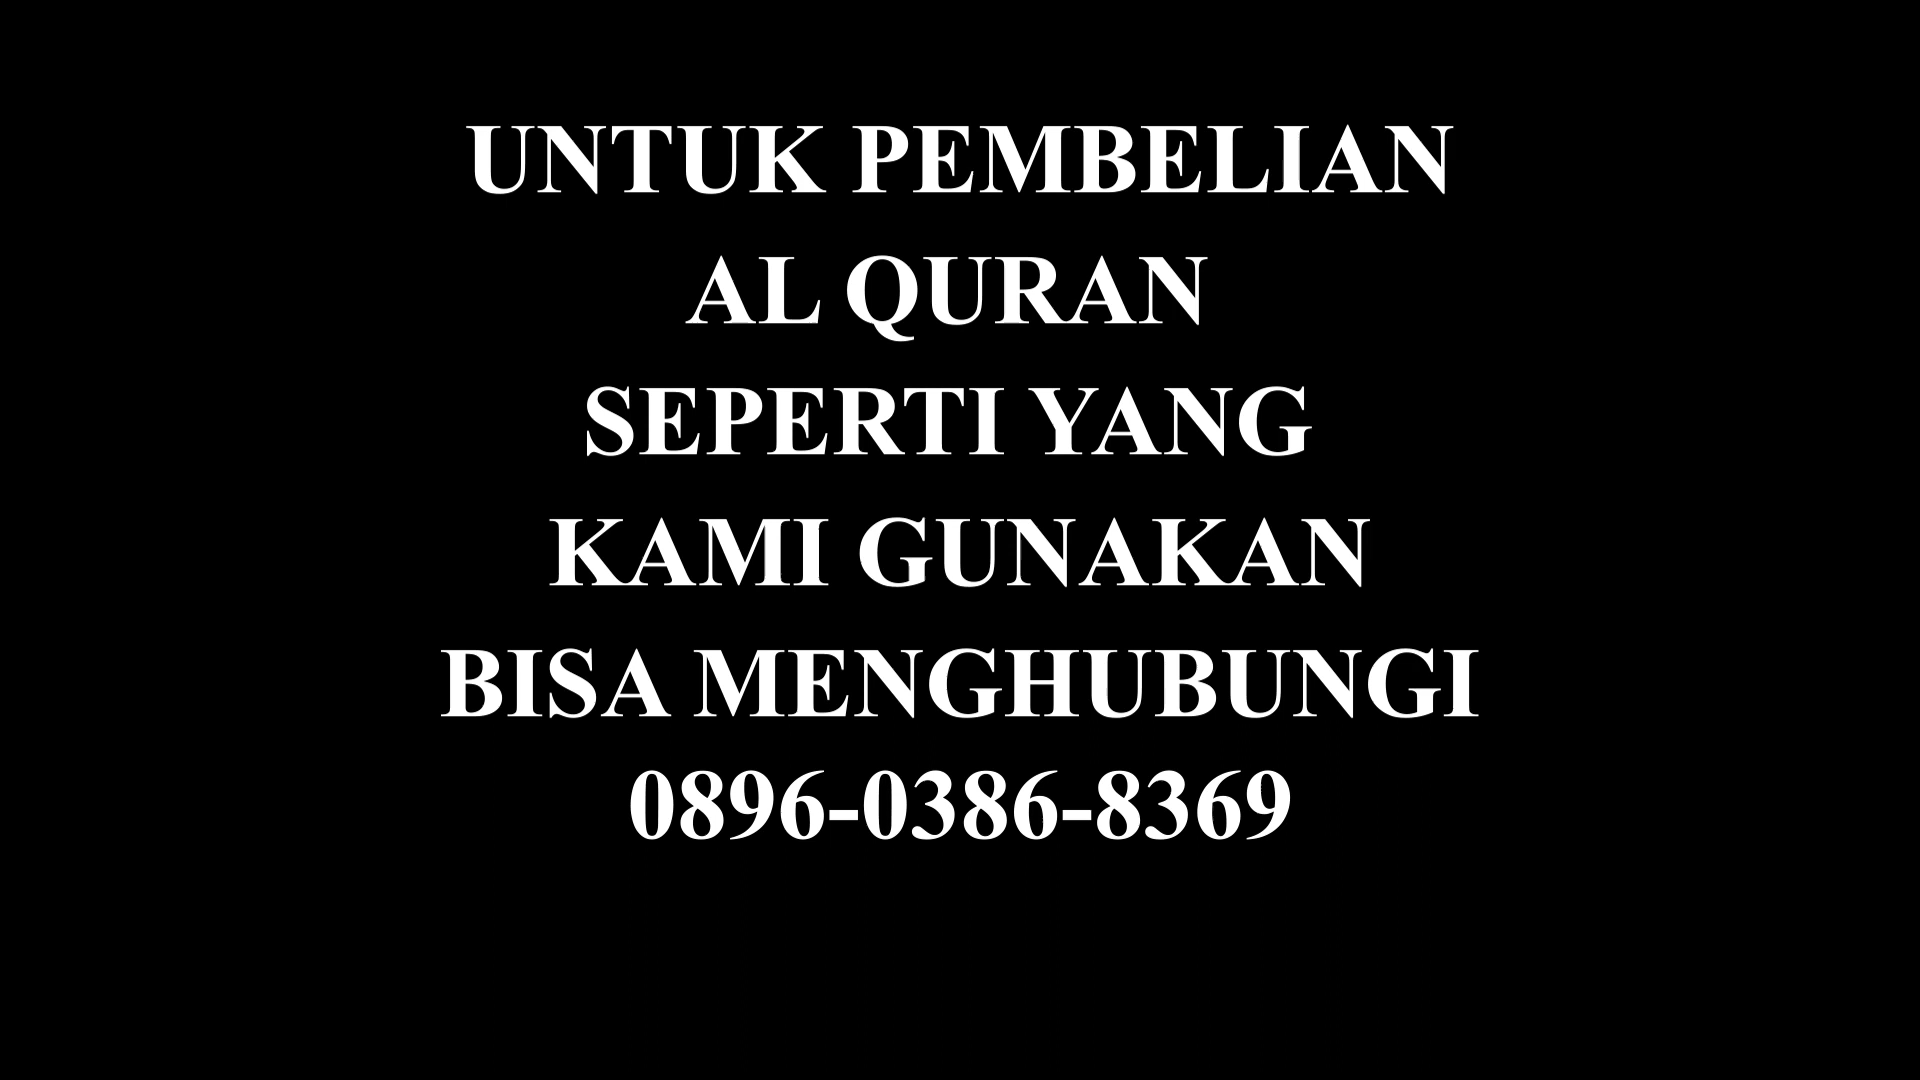 UNTUK PEMBELIAN
AL QURAN
SEPERTI YANG
KAMI GUNAKAN
BISA MENGHUBUNGI
0896-0386-8369